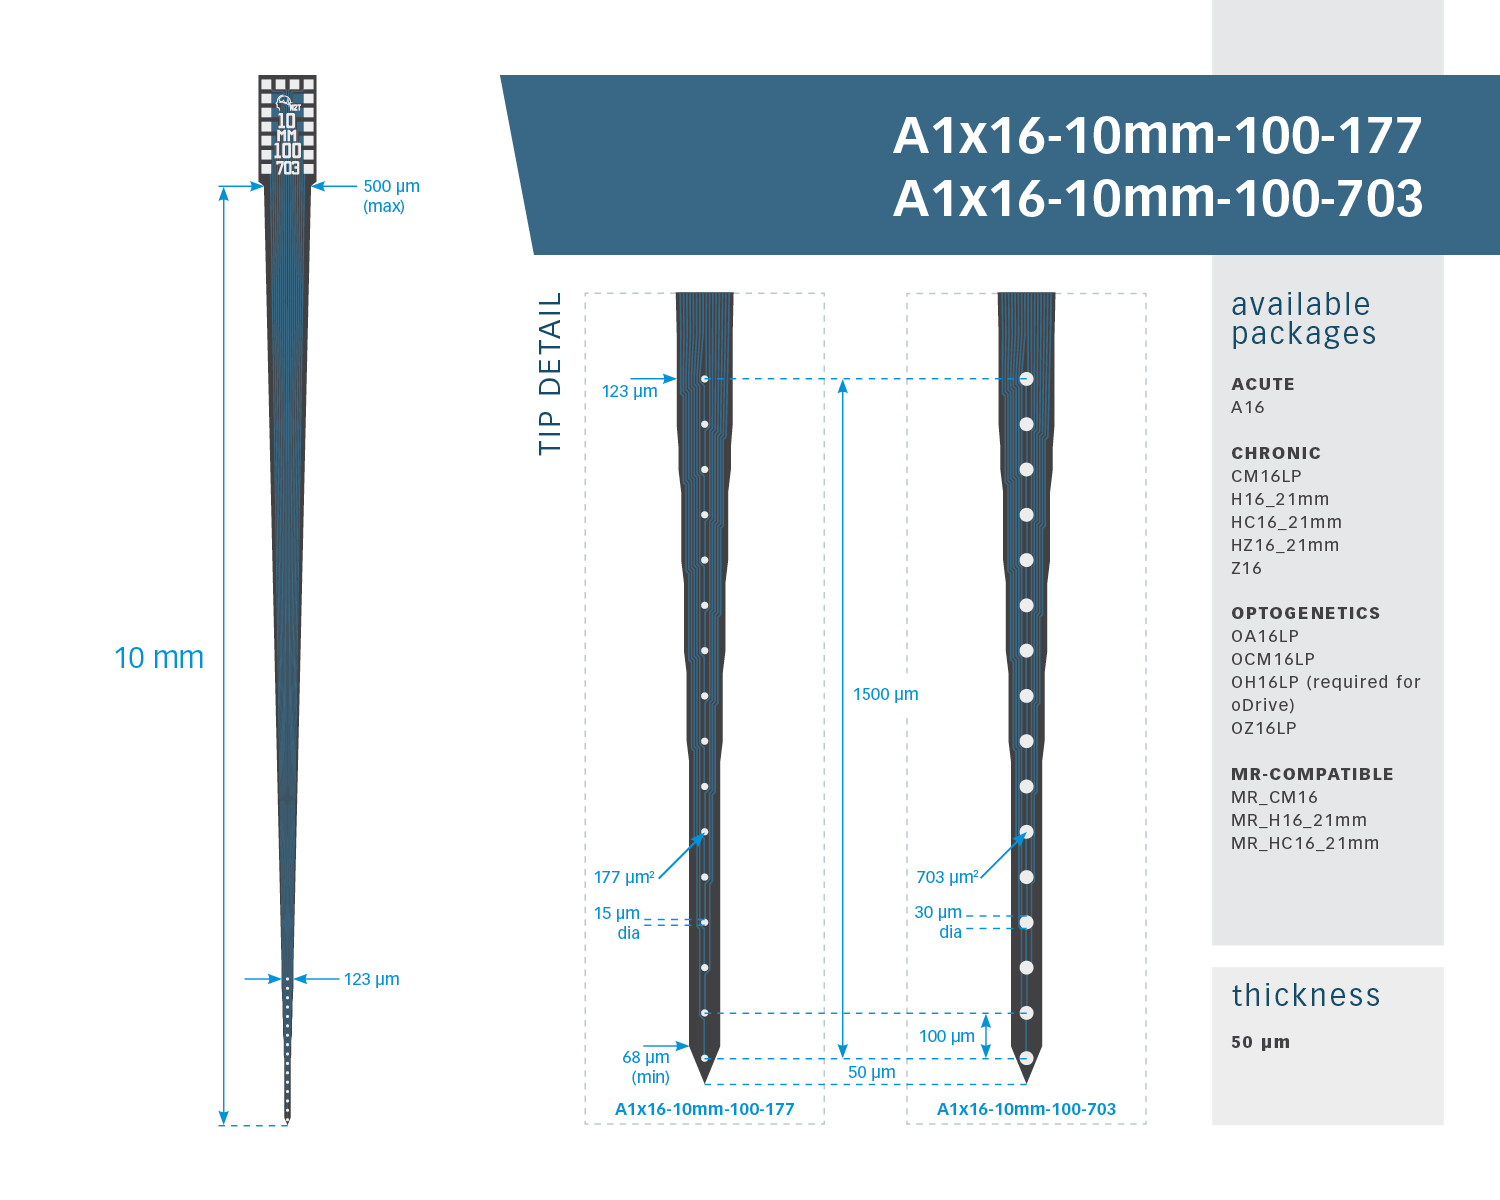 A1x16-10mm-100-177
A1x16-10mm-100-703
N2T
10
MM
100
703
500 µm
(max)
10 mm
123 µm
TIP DETAIL
123 µm
1500 µm
177 µm²
15 µm
dia
68 µm
(min)
703 µm²
30 µm
dia
100 µm
50 µm
A1x16-10mm-100-177
A1x16-10mm-100-703
available
packages
ACUTE
A16
CHRONIC
CM16LP
H16_21mm
HC16_21mm
HZ16_21mm
Z16
OPTOGENETICS
OA16LP
OCM16LP
OH16LP (required for
oDrive)
OZ16LP
MR-COMPATIBLE
MR_CM16
MR_H16_21mm
MR_HC16_21mm
thickness
50 µm